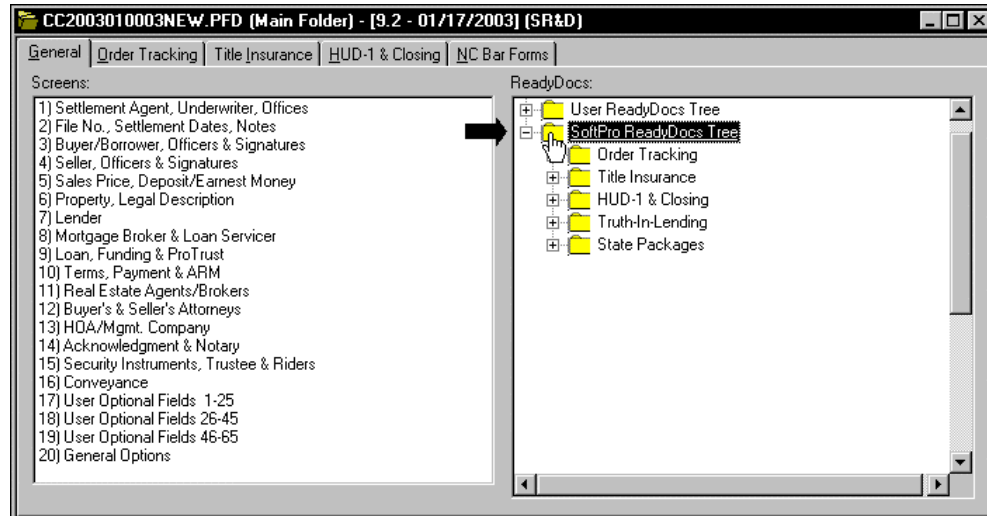 CC2003010003NEW.PFD (Main Folder) - [9.2 - 01/17/2003] (SR&D)
General Order Tracking Title Insurance HUD-1 & Closing NC Bar Forms
Screens:
1) Settlement Agent, Underwriter, Offices
2) File No., Settlement Dates, Notes
3) Buyer/Borrower, Officers & Signatures
4) Seller, Officers & Signatures
5) Sales Price, Deposit/Earnest Money
6) Property, Legal Description
7) Lender
8) Mortgage Broker & Loan Servicer
9) Loan, Funding & ProTrust
10) Terms, Payment & ARM
11) Real Estate Agents/Brokers
12) Buyer's & Seller's Attorneys
13) HOA/Mgmt. Company
14) Acknowledgment & Notary
15) Security Instruments, Trustee & Riders
16) Conveyance
17) User Optional Fields 1-25
18) User Optional Fields 26-45
19) User Optional Fields 46-65
20) General Options
ReadyDocs:
User ReadyDocs Tree
SoftPro ReadyDocs Tree
Order Tracking
Title Insurance
HUD-1 & Closing
Truth-In-Lending
State Packages